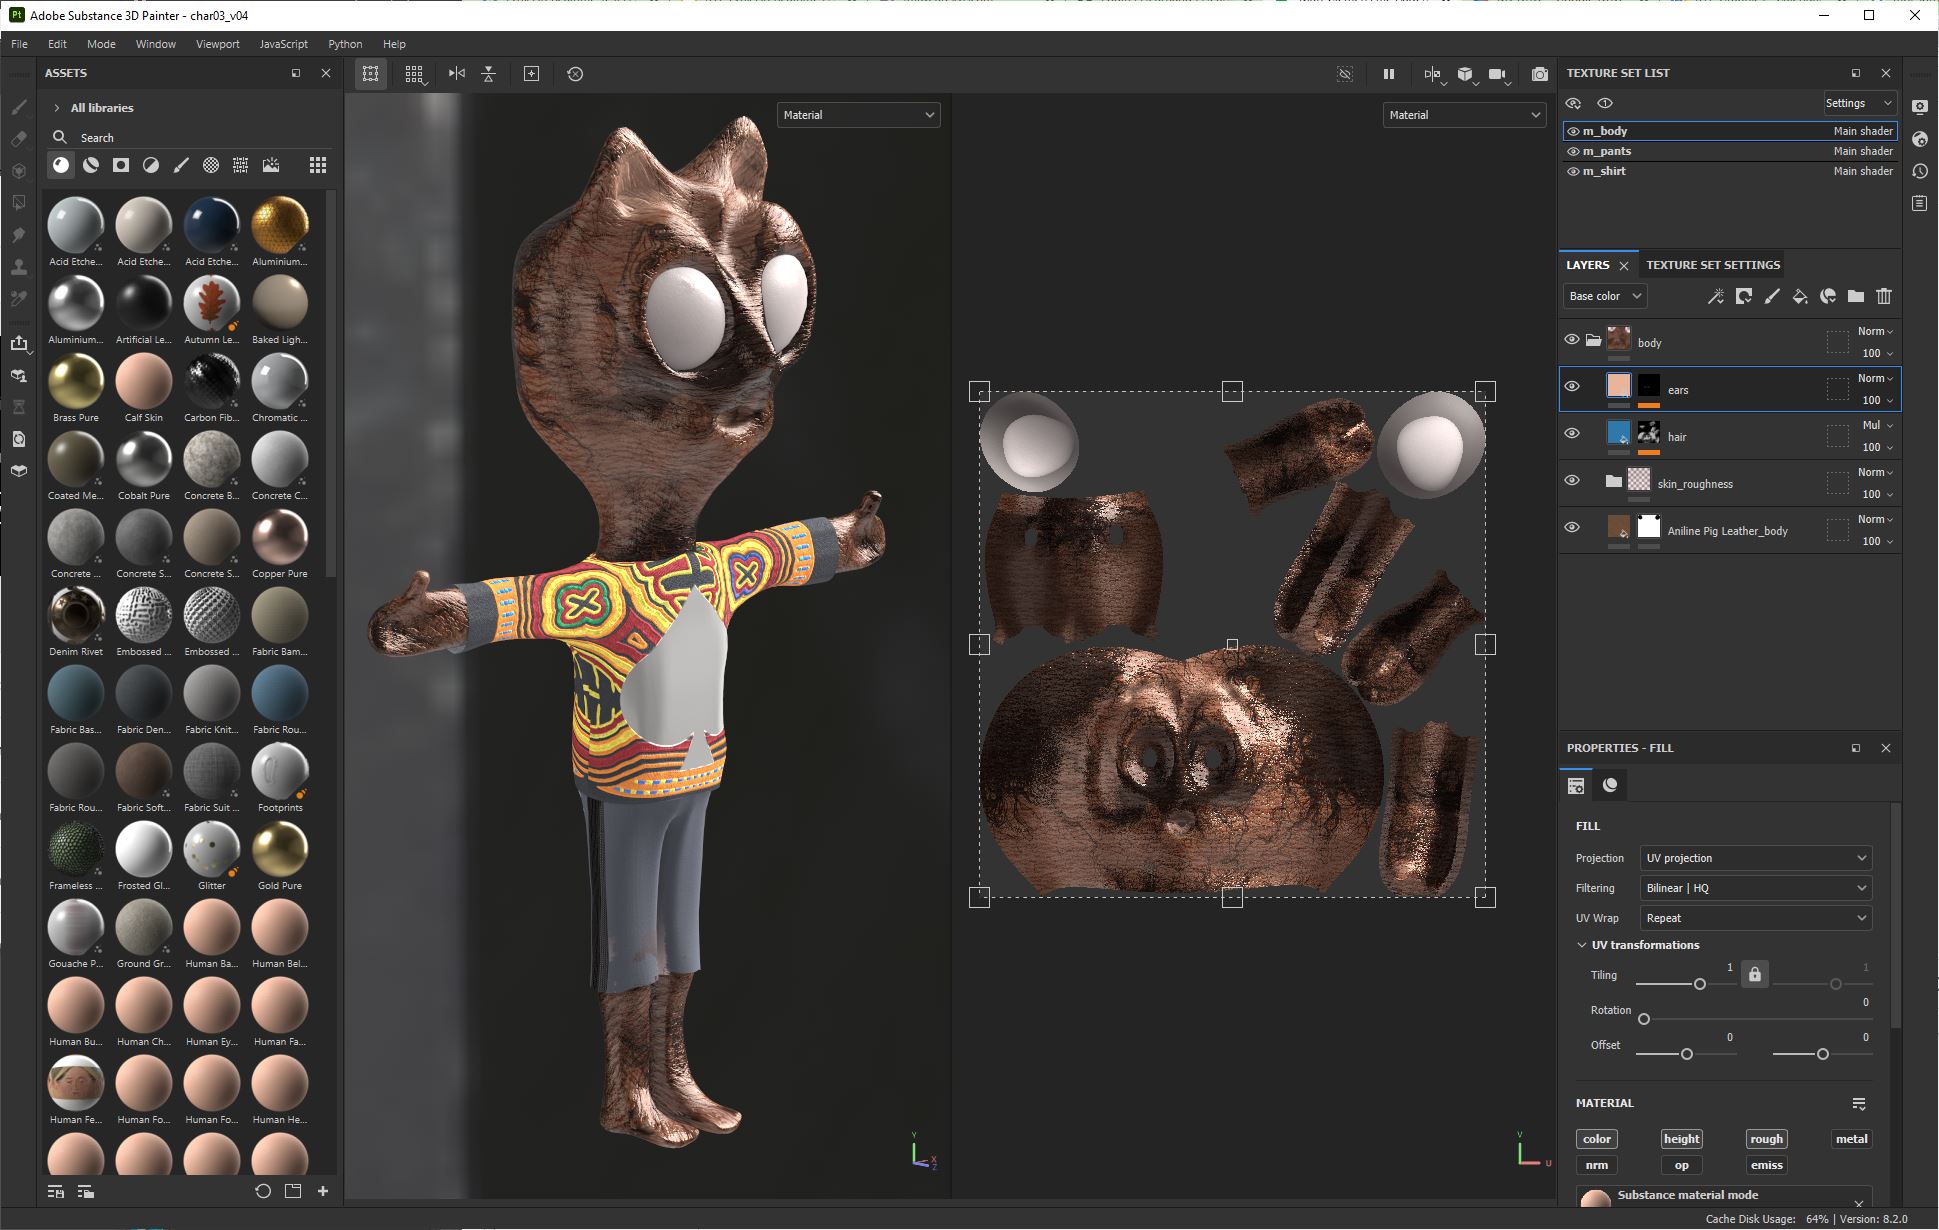 Pt Adobe Substance 3D Painter - char03_v04
File Edit Mode Window Viewport JavaScript Python Help
ASSETS
All libraries
Search
Acid Etche... Acid Etche... Acid Etche... Aluminium...
Aluminium... Artificial Le... Autumn Le... Baked Ligh...
Brass Pure Calf Skin Carbon Fib... Chromatic ...
Coated Me... Cobalt Pure Concrete B... Concrete C...
Concrete ... Concrete S... Concrete S... Copper Pure
Denim Rivet Embossed ... Embossed ... Fabric Bam...
Fabric Bas... Fabric Den... Fabric Knit... Fabric Rou...
Fabric Rou... Fabric Soft... Fabric Suit ... Footprints
Frameless ... Frosted Gl... Glitter Gold Pure
Gouache P... Ground Gr... Human Ba... Human Bel...
Human Bu... Human Ch... Human Ey... Human Fa...
Human Fe... Human Fo... Human Fo... Human He...
Material
Y
X
Z
Material
V
U
TEXTURE SET LIST
Settings
m_body Main shader
m_pants Main shader
m_shirt Main shader
LAYERS TEXTURE SET SETTINGS
Base color
body Norm 100
ears Norm 100
hair Mul 100
skin_roughness Norm 100
Aniline Pig Leather_body Norm 100
PROPERTIES - FILL
FILL
Projection UV projection
Filtering Bilinear | HQ
UV Wrap Repeat
UV transformations
Tiling 1 1
Rotation 0
Offset 0 0
MATERIAL
color height rough metal
nrm op emiss
Substance material mode
Cache Disk Usage: 64% | Version: 8.2.0